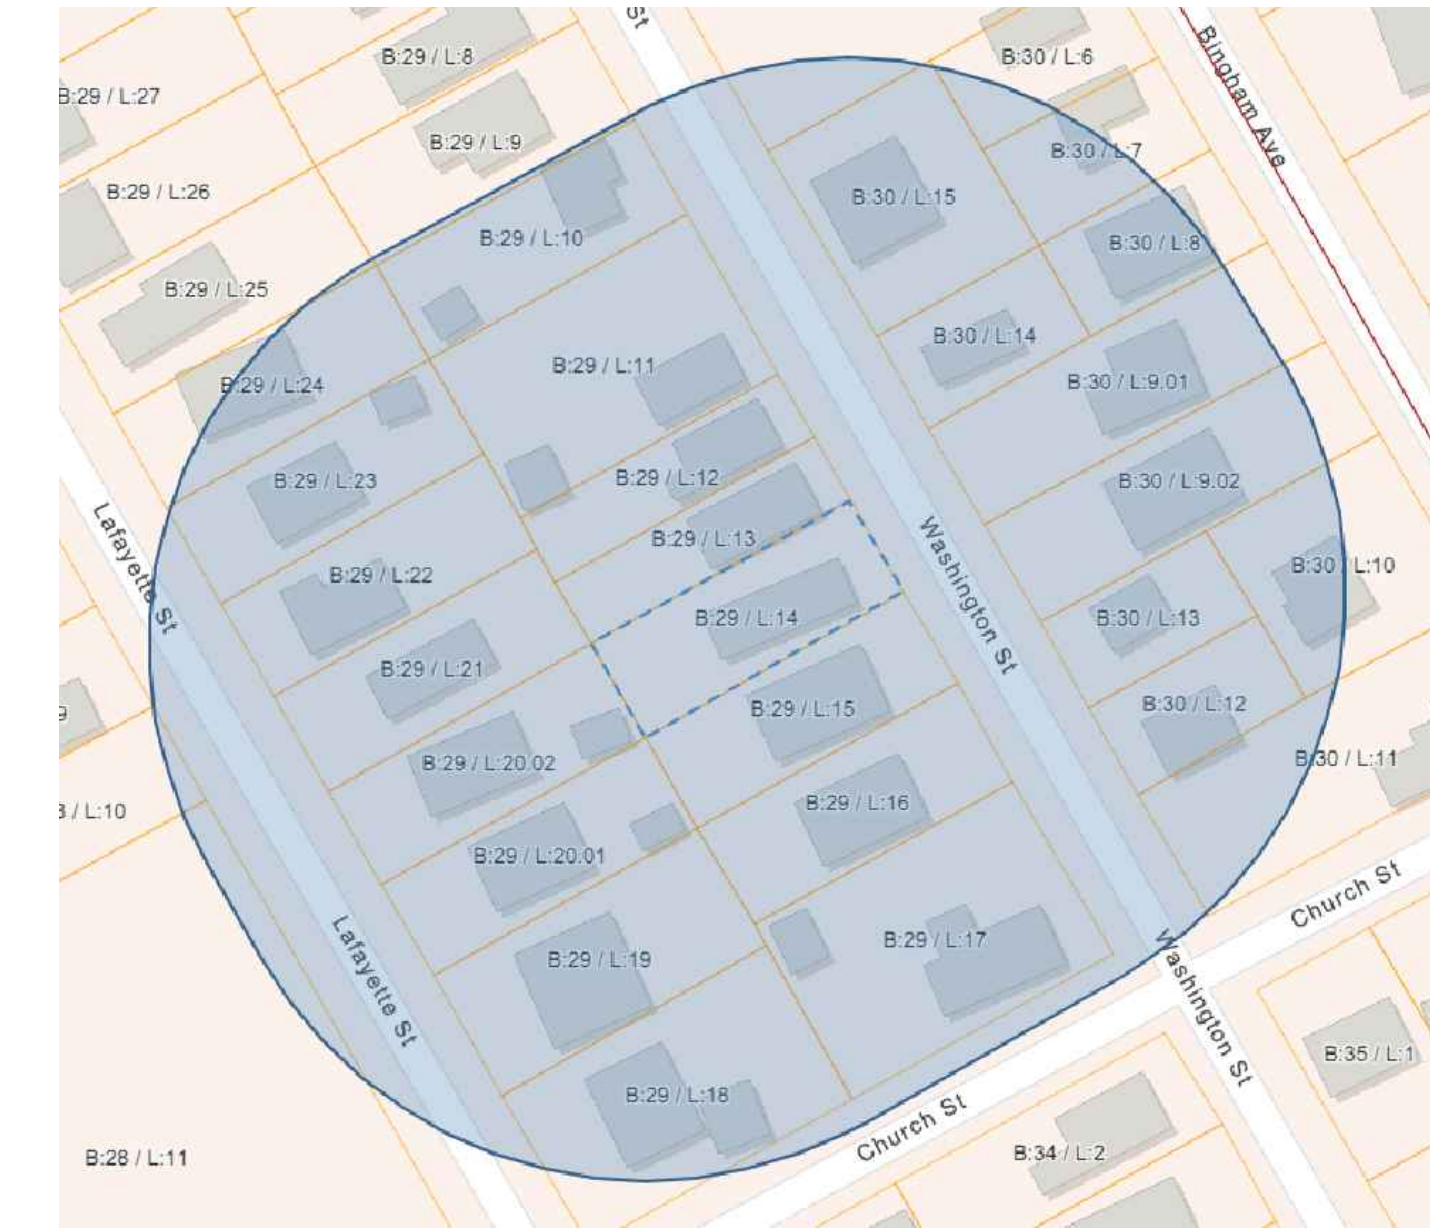 St
B:29 / L:8
B:30 / L:6
Bingham Ave
B:29 / L:27
B:29 / L:9
B:30 / L:7
B:29 / L:26
B:30 / L:15
B:29 / L:10
B:30 / L:8
B:29 / L:25
B:30 / L:14
B:29 / L:11
B:29 / L:24
B:30 / L:9.01
B:29 / L:12
B:29 / L:23
B:30 / L:9.02
B:29 / L:13
Lafayette St
Washington St
B:30 / L:10
B:29 / L:22
B:29 / L:14
B:30 / L:13
B:29 / L:21
B:29 / L:15
B:30 / L:12
9
B:29 / L:20.02
B:30 / L:11
B:29 / L:16
/ L:10
B:29 / L:20.01
Church St
B:29 / L:17
B:29 / L:19
Lafayette St
Washington St
B:35 / L:1
B:29 / L:18
Church St
B:34 / L:2
B:28 / L:11